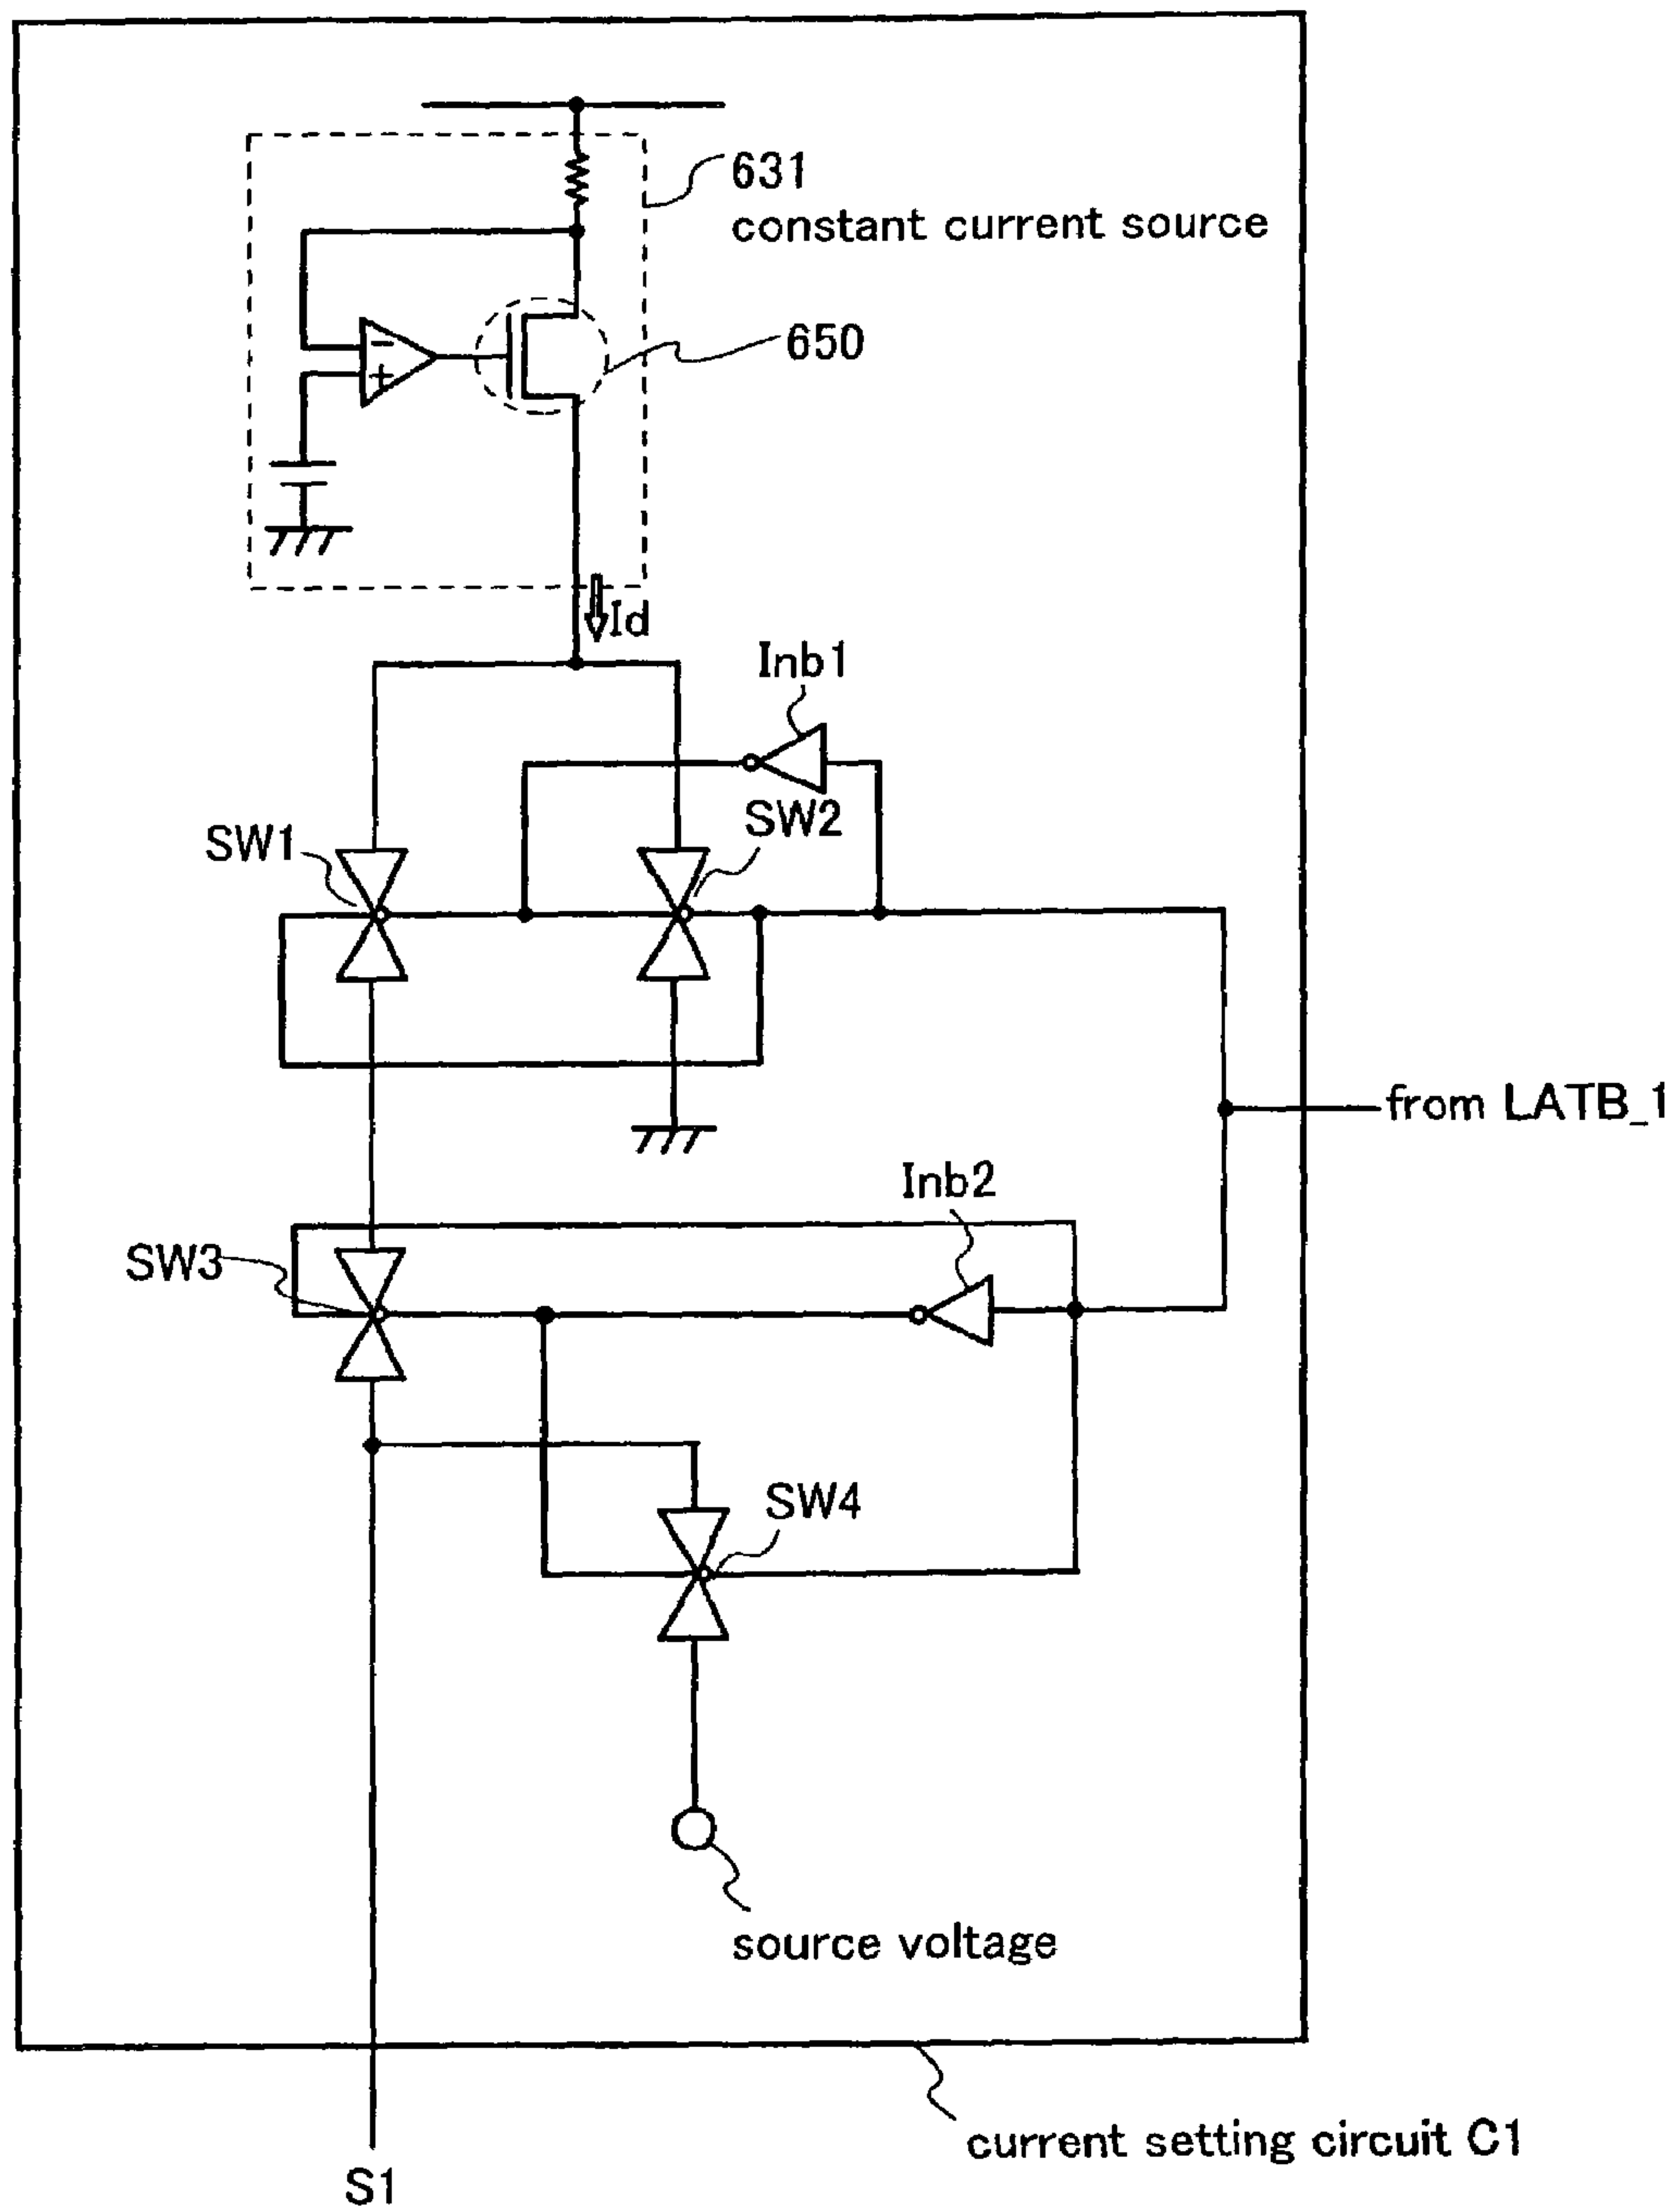 631
constant current source
650
−
+
Id
Inb1
SW1
SW2
from LATB_1
Inb2
SW3
SW4
source voltage
current setting circuit C1
S1